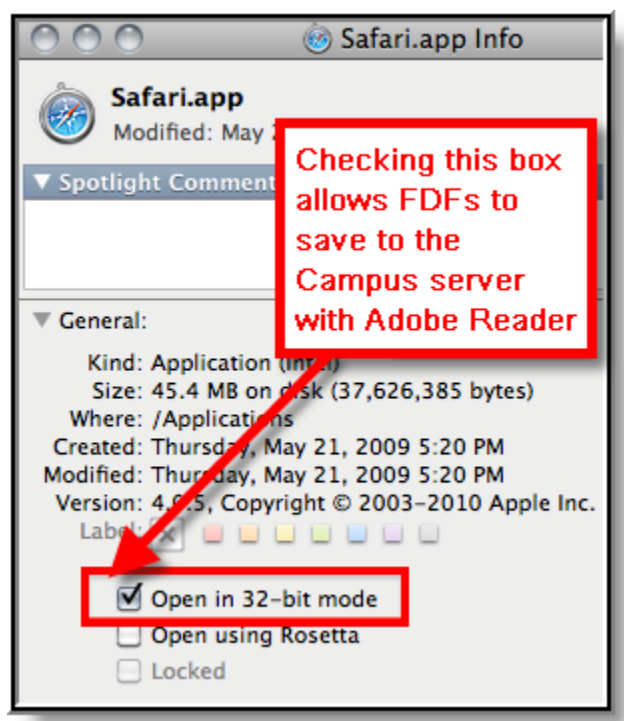 Safari.app Info
Safari.app
Modified: May
Checking this box
allows FDFs to
save to the
Campus server
with Adobe Reader
▼ Spotlight Comment
▼ General:
Kind: Application (Intel)
Size: 45.4 MB on disk (37,626,385 bytes)
Where: /Applications
Created: Thursday, May 21, 2009 5:20 PM
Modified: Thursday, May 21, 2009 5:20 PM
Version: 4.0.5, Copyright © 2003–2010 Apple Inc.
Label:
Open in 32-bit mode
Open using Rosetta
Locked